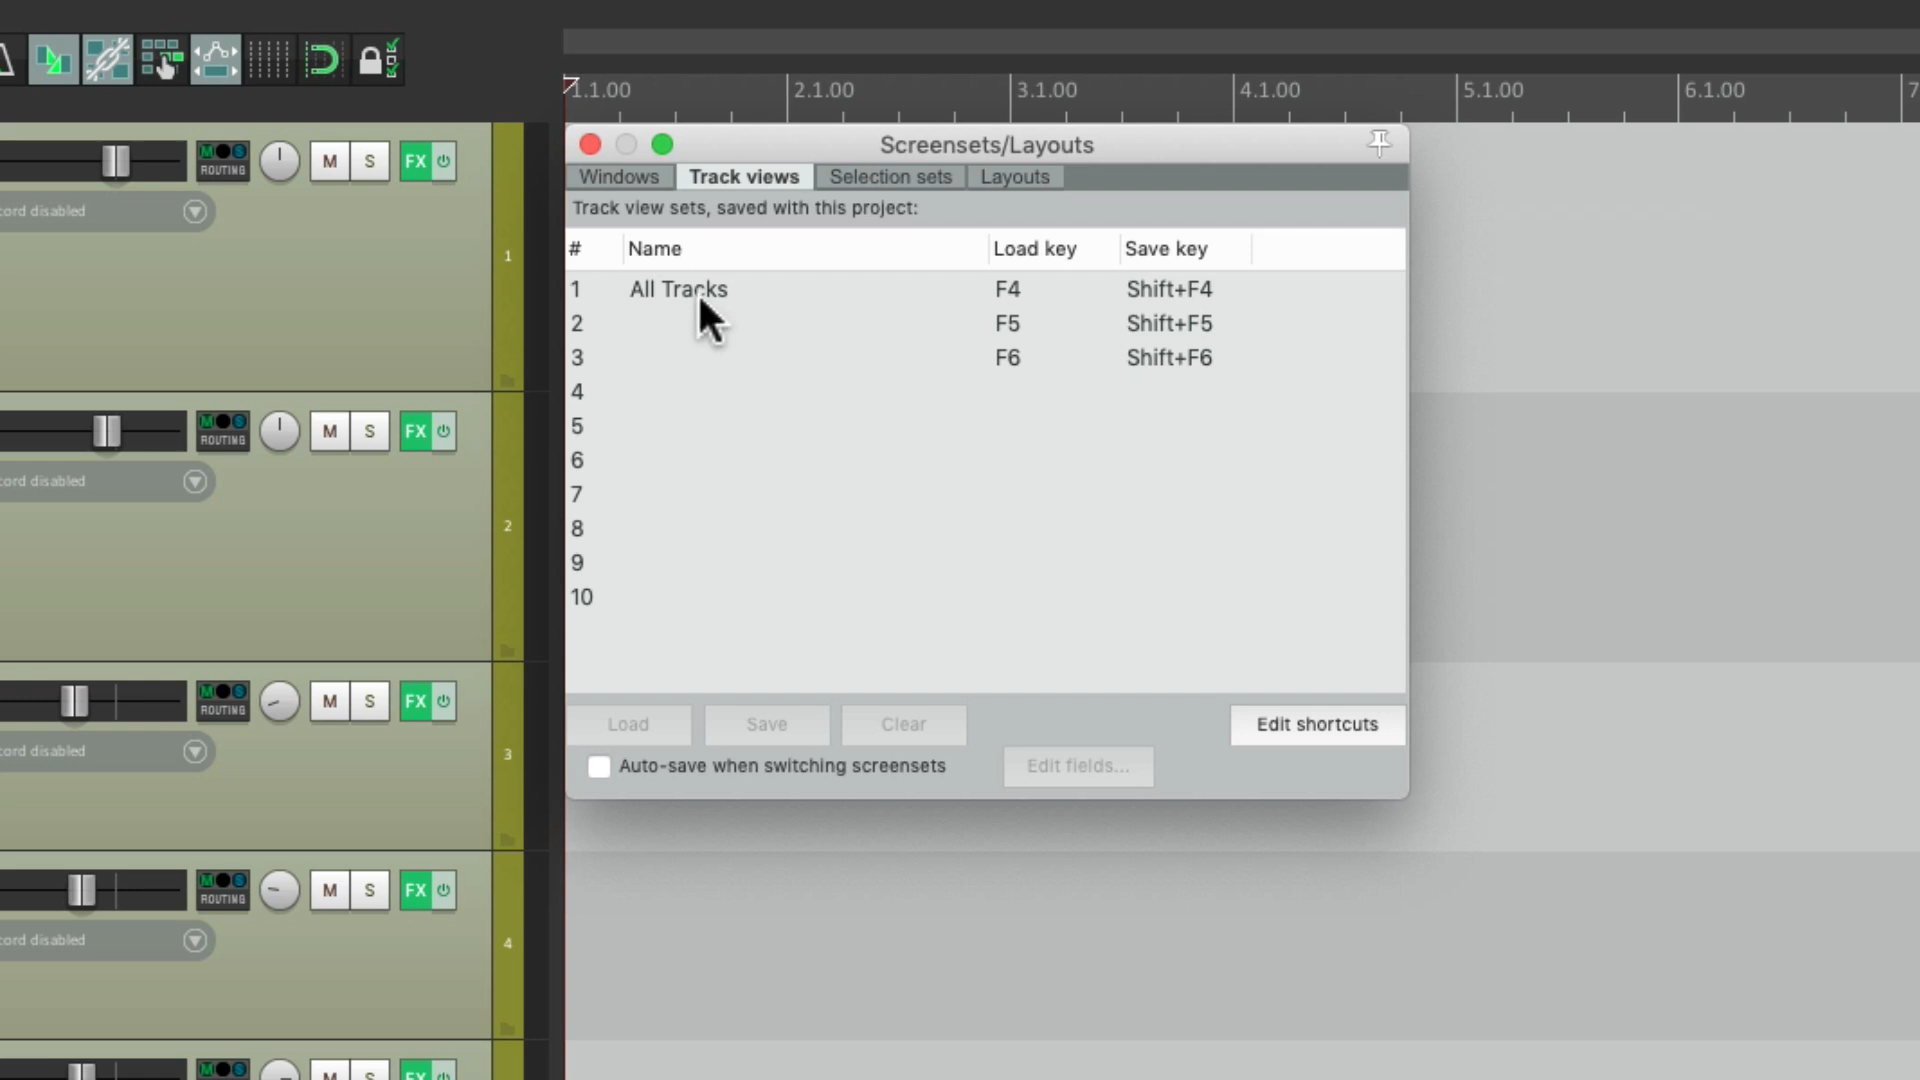 1.1.00 2.1.00 3.1.00 4.1.00 5.1.00 6.1.00 7
Screensets/Layouts
Windows Track views Selection sets Layouts
Track view sets, saved with this project:
# Name Load key Save key
1 All Tracks F4 Shift+F4
2 F5 Shift+F5
3 F6 Shift+F6
4
5
6
7
8
9
10
Load Save Clear Edit shortcuts
Auto-save when switching screensets Edit fields...
M S ROUTING M S FX
cord disabled
1
M S ROUTING M S FX
cord disabled
2
M S ROUTING M S FX
cord disabled
3
M S ROUTING M S FX
cord disabled
4
M S ROUTING M S FX